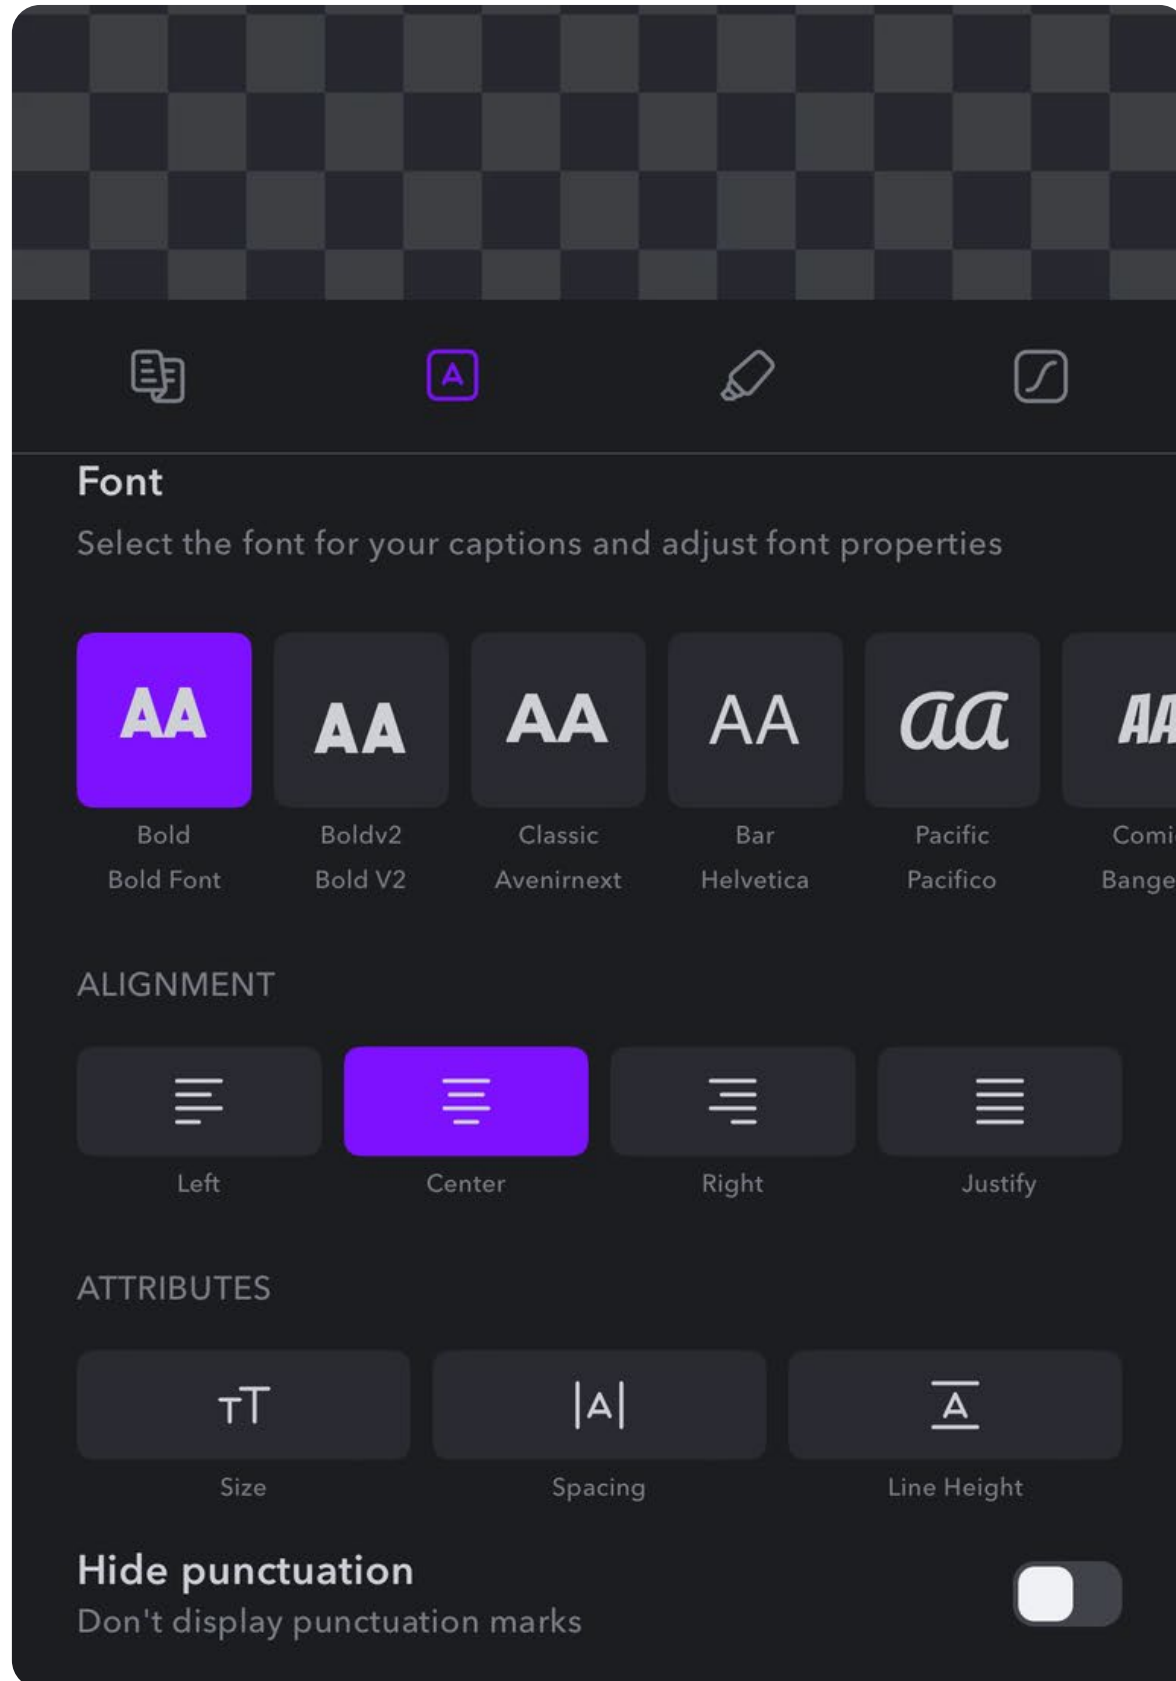 A
Font
Select the font for your captions and adjust font properties
AA AA AA AA aa AA
Bold Boldv2 Classic Bar Pacific
Bold Font Bold V2 Avenirnext Helvetica Pacifico
ALIGNMENT
Left Center Right Justify
ATTRIBUTES
TT A A
Size Spacing Line Height
Hide punctuation
Don't display punctuation marks